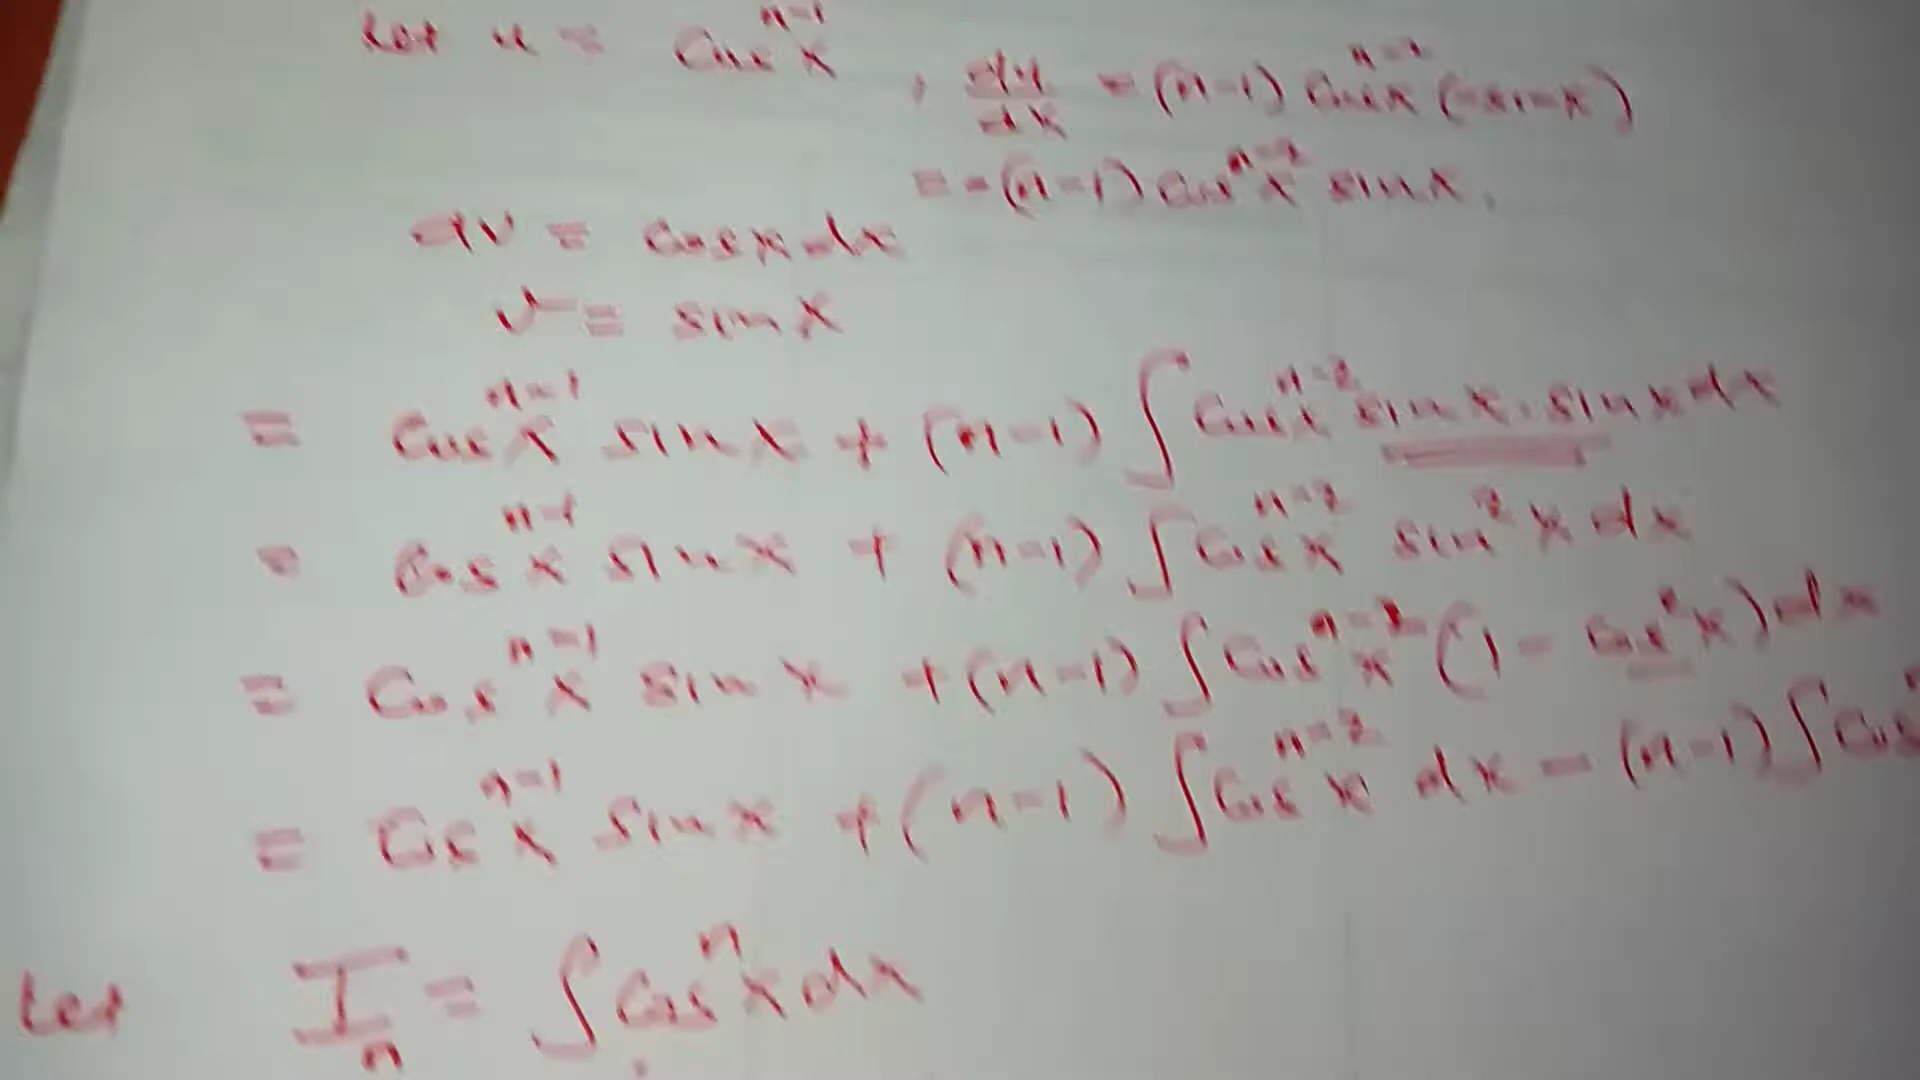 Let u = cos^{n-1} x , du/dx = (n-1) cos^{n-2} x (-sin x)
= -(n-1) cos^{n-2} x sin x.
dv = cos x dx
v = sin x
= cos^{n-1} x sin x + (n-1) ∫ cos^{n-2} x sin x . sin x dx
= cos^{n-1} x sin x + (n-1) ∫ cos^{n-2} x sin^2 x dx
= cos^{n-1} x sin x + (n-1) ∫ cos^{n-2} x (1 - cos^2 x) dx
= cos^{n-1} x sin x + (n-1) ∫ cos^{n-2} x dx - (n-1) ∫ cos
Let I_n = ∫ cos^n x dx